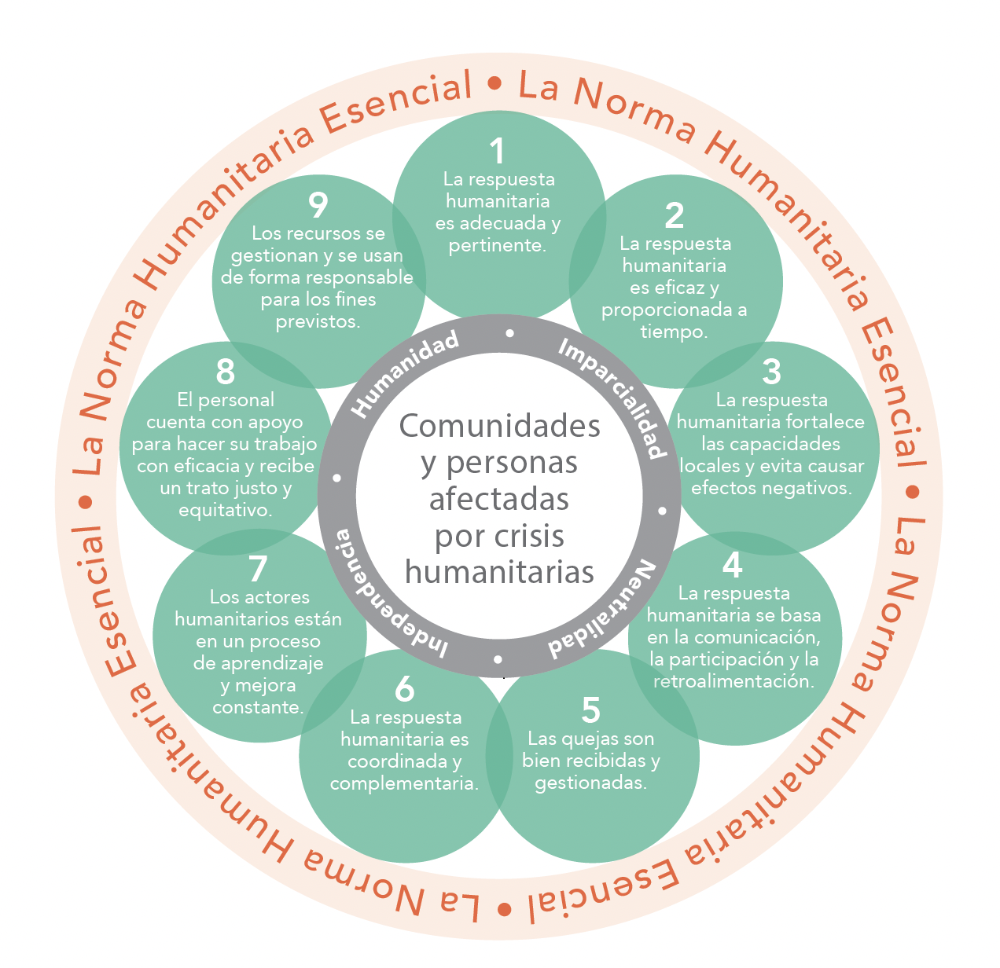 La Norma Humanitaria Esencial • La Norma Humanitaria Esencial • La Norma Humanitaria Esencial • La Norma Humanitaria Esencial •
1
La respuesta
humanitaria
es adecuada y
pertinente.
2
La respuesta
humanitaria
es eficaz y
proporcionada a
tiempo.
3
La respuesta
humanitaria fortalece
las capacidades
locales y evita causar
efectos negativos.
4
La respuesta
humanitaria se basa
en la comunicación,
la participación y la
retroalimentación.
5
Las quejas son
bien recibidas y
gestionadas.
6
La respuesta
humanitaria es
coordinada y
complementaria.
7
Los actores
humanitarios están
en un proceso
de aprendizaje
y mejora
constante.
8
El personal
cuenta con apoyo
para hacer su trabajo
con eficacia y recibe
un trato justo y
equitativo.
9
Los recursos se
gestionan y se usan
de forma responsable
para los fines
previstos.
Humanidad • Imparcialidad • Neutralidad • Independencia •
Comunidades
y personas
afectadas
por crisis
humanitarias